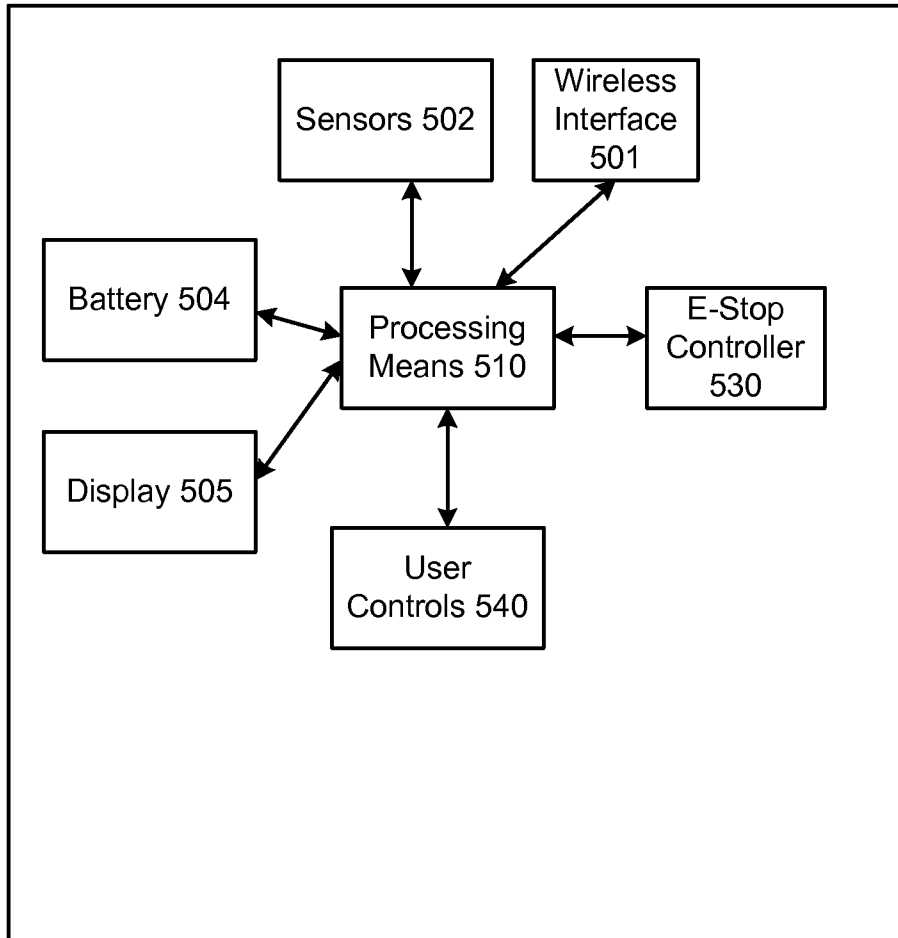 Sensors 502
Wireless
Interface
501
Battery 504
Processing
Means 510
E-Stop
Controller
530
Display 505
User
Controls 540